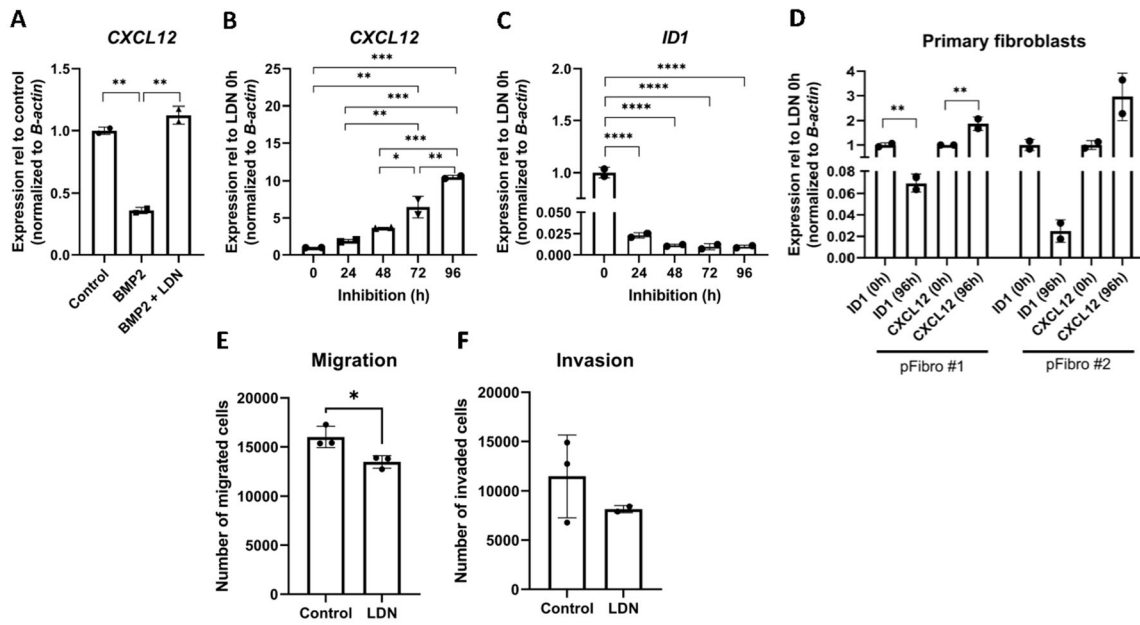 A
CXCL12
Expression rel to control
(normalized to B-actin)
1.5
1.0
0.5
0.0
** **
Control
BMP2
BMP2 + LDN
B
CXCL12
Expression rel to LDN 0h
(normalized to B-actin)
25
20
15
10
5
0
***
**
***
**
***
* **
0 24 48 72 96
Inhibition (h)
C
ID1
Expression rel to LDN 0h
(normalized to B-actin)
2.0
1.5
1.0
0.050
0.025
0.000
****
****
****
****
0 24 48 72 96
Inhibition (h)
D
Primary fibroblasts
Expression rel to LDN 0h
(normalized to B-actin)
4
3
2
1
0.08
0.06
0.04
0.02
0.00
** **
ID1 (0h)
ID1 (96h)
CXCL12 (0h)
CXCL12 (96h)
ID1 (0h)
ID1 (96h)
CXCL12 (0h)
CXCL12 (96h)
pFibro #1 pFibro #2
E
Migration
Number of migrated cells
20000
15000
10000
5000
0
*
Control LDN
F
Invasion
Number of invaded cells
20000
15000
10000
5000
0
Control LDN